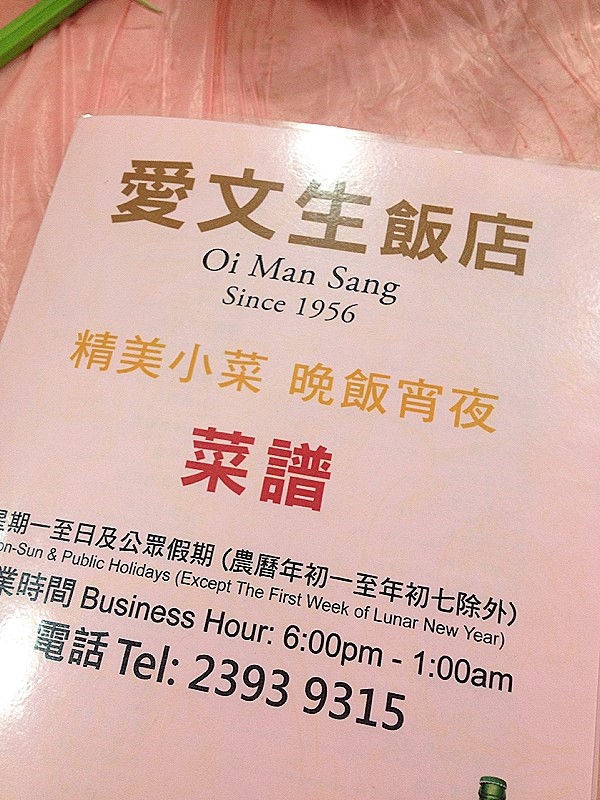 愛文生飯店
Oi Man Sang
Since 1956
精美小菜 晚飯宵夜
菜譜
星期一至日及公眾假期 (農曆年初一至年初七除外)
on-Sun & Public Holidays (Except The First Week of Lunar New Year)
業時間 Business Hour: 6:00pm - 1:00am
電話 Tel: 2393 9315